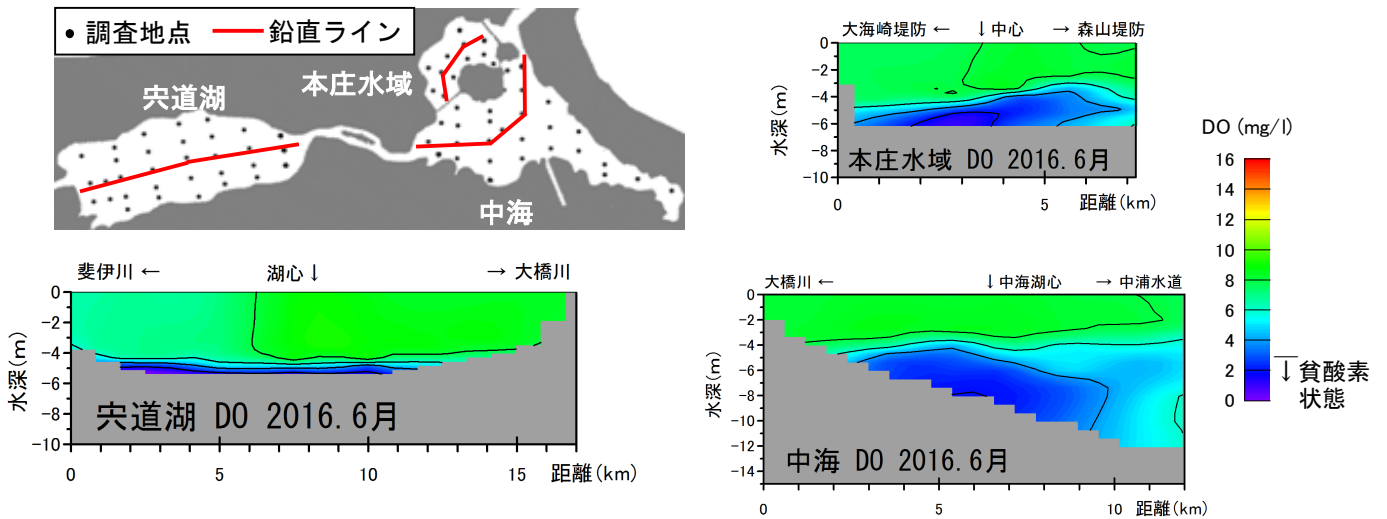 • 調査地点 鉛直ライン
宍道湖
本庄水域
中海
大海崎堤防 ← ↓中心 → 森山堤防
水深(m)
0
-2
-4
-6
-8
-10
本庄水域 DO 2016.6月
0 5 距離(km)
DO (mg/l)
16
14
12
10
8
6
4
2
0
↓貧酸素
状態
斐伊川 ← 湖心↓ → 大橋川
水深(m)
0
-2
-4
-6
-8
-10
宍道湖 DO 2016.6月
0 5 10 15 距離(km)
大橋川 ← ↓中海湖心 → 中浦水道
水深(m)
0
-2
-4
-6
-8
-10
-12
-14
中海 DO 2016.6月
0 5 10 距離(km)